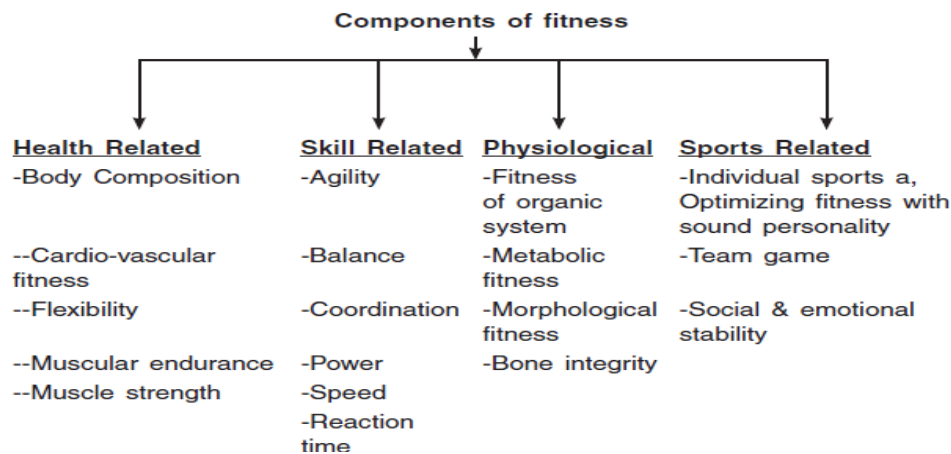 Components of fitness
Health Related Skill Related Physiological Sports Related
-Body Composition -Agility -Fitness -Individual sports a,
of organic Optimizing fitness with
system sound personality
--Cardio-vascular -Balance -Metabolic -Team game
fitness fitness
--Flexibility -Coordination -Morphological -Social & emotional
fitness stability
--Muscular endurance -Power -Bone integrity
--Muscle strength -Speed
-Reaction
time